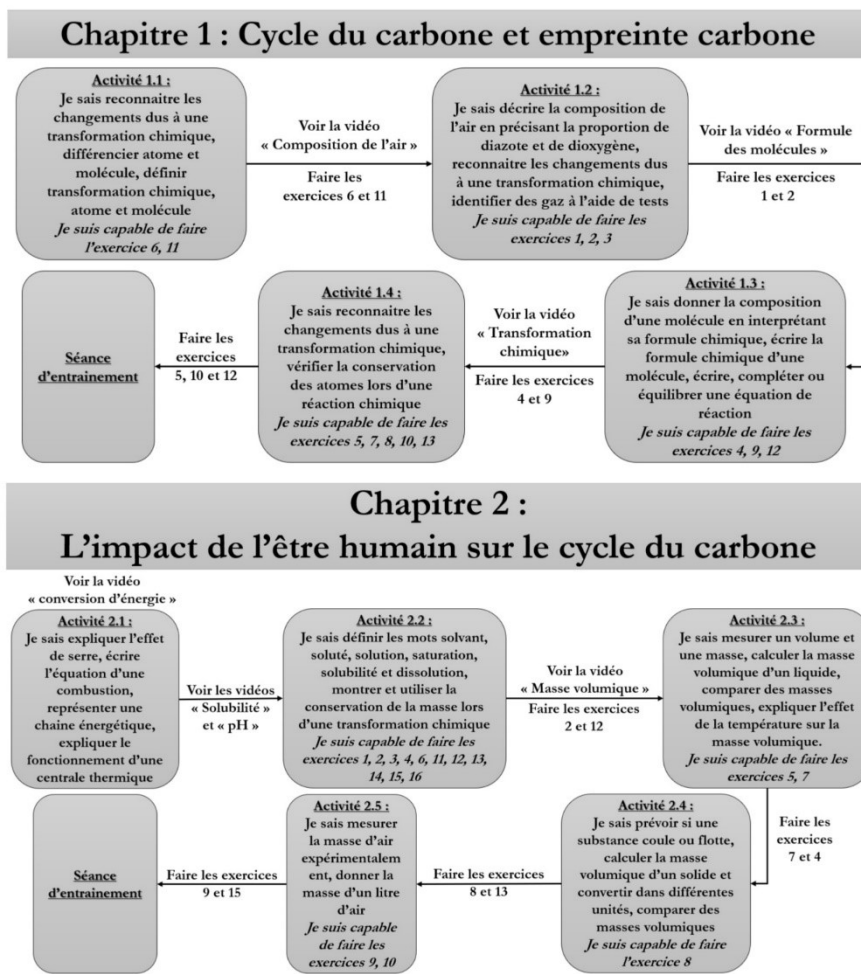 Chapitre 1 : Cycle du carbone et empreinte carbone
Activité 1.1 :
Je sais reconnaitre les
changements dus à une
transformation chimique,
différencier atome et
molécule, définir
transformation chimique,
atome et molécule
Je suis capable de faire
l'exercice 6, 11
Voir la vidéo
« Composition de l'air »
Faire les
exercices 6 et 11
Activité 1.2 :
Je sais décrire la composition de
l'air en précisant la proportion de
diazote et de dioxygène,
reconnaitre les changements dus
à une transformation chimique,
identifier des gaz à l'aide de tests
Je suis capable de faire les
exercices 1, 2, 3
Voir la vidéo « Formule
des molécules »
Faire les exercices
1 et 2
Activité 1.3 :
Je sais donner la composition
d'une molécule en interprétant
sa formule chimique, écrire la
formule chimique d'une
molécule, écrire, compléter ou
équilibrer une équation de
réaction
Je suis capable de faire les
exercices 4, 9, 12
Voir la vidéo
« Transformation
chimique»
Faire les exercices
4 et 9
Activité 1.4 :
Je sais reconnaitre les
changements dus à une
transformation chimique,
vérifier la conservation
des atomes lors d'une
réaction chimique
Je suis capable de faire les
exercices 5, 7, 8, 10, 13
Faire les
exercices
5, 10 et 12
Séance
d'entrainement
Chapitre 2 :
L'impact de l'être humain sur le cycle du carbone
Voir la vidéo
« conversion d'énergie »
Activité 2.1 :
Je sais expliquer l'effet
de serre, écrire
l'équation d'une
combustion,
représenter une
chaine énergétique,
expliquer le
fonctionnement d'une
centrale thermique
Voir les vidéos
« Solubilité »
et « pH »
Activité 2.2 :
Je sais définir les mots solvant,
soluté, solution, saturation,
solubilité et dissolution,
montrer et utiliser la
conservation de la masse lors
d'une transformation chimique
Je suis capable de faire les
exercices 1, 2, 3, 4, 6, 11, 12, 13,
14, 15, 16
Voir la vidéo
« Masse volumique »
Faire les exercices
2 et 12
Activité 2.3 :
Je sais mesurer un volume et
une masse, calculer la masse
volumique d'un liquide,
comparer des masses
volumiques, expliquer l'effet
de la température sur la
masse volumique.
Je suis capable de faire les
exercices 5, 7
Faire les
exercices
7 et 4
Activité 2.4 :
Je sais prévoir si une
substance coule ou flotte,
calculer la masse
volumique d'un solide et
convertir dans différentes
unités, comparer des
masses volumiques
Je suis capable de faire
l'exercice 8
Faire les exercices
8 et 13
Activité 2.5 :
Je sais mesurer
la masse d'air
expérimentalem
ent, donner la
masse d'un litre
d'air
Je suis capable
de faire les
exercices 9, 10
Faire les exercices
9 et 15
Séance
d'entrainement